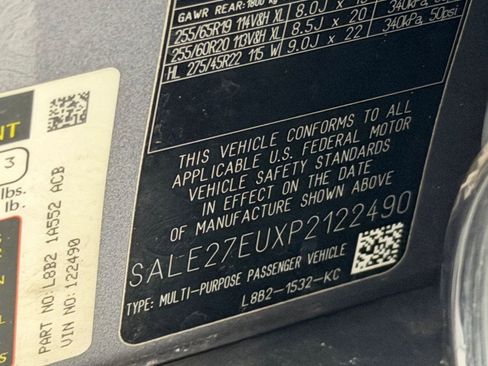 GAWR REAR: 1800 kg
255/65R19 114V&H XL 8.0J x 19 340kPa,
255/60R20 113V&H XL 8.5J x 20 340kPa, 50psi
HL 275/45R22 115 W 9.0J x 22
THIS VEHICLE CONFORMS TO ALL
APPLICABLE U.S. FEDERAL MOTOR
VEHICLE SAFETY STANDARDS
IN EFFECT ON THE DATE
OF MANUFACTURE SHOWN ABOVE
SALE27EUXP2122490
TYPE: MULTI-PURPOSE PASSENGER VEHICLE
L8B2-1532-KC
NT
3
lbs.
lb.
PART NO: L8B2 1A552 ACB
VIN NO: 122490